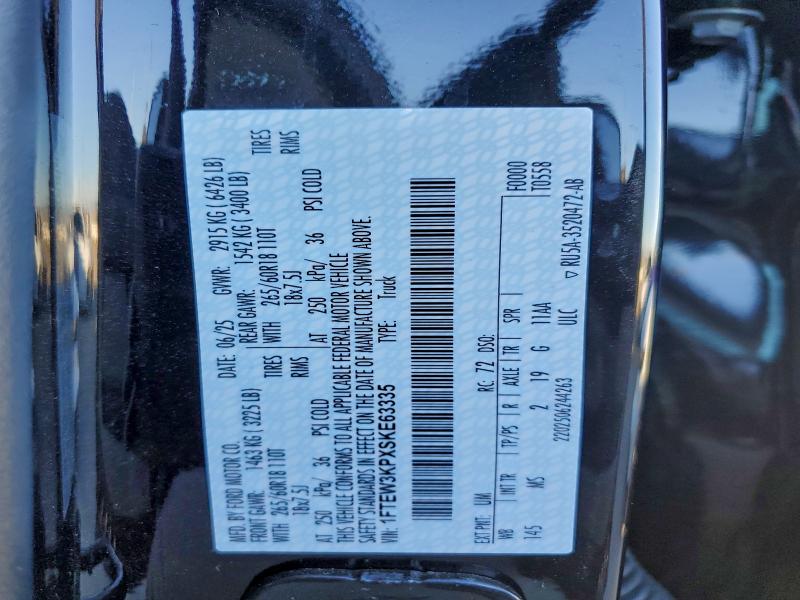 MFD. BY FORD MOTOR CO.
DATE: 06/25 GVWR: 2915 KG ( 6426 LB)
FRONT GAWR: 1463 KG ( 3225 LB) REAR GAWR: 1542 KG ( 3400 LB)
265/60R18 110T WITH TIRES 265/60R18 110T WITH TIRES
18x7.5J RIMS 18x7.5J RIMS
AT 250 kPa/ 36 PSI COLD AT 250 kPa/ 36 PSI COLD
THIS VEHICLE CONFORMS TO ALL APPLICABLE FEDERAL MOTOR VEHICLE
SAFETY STANDARDS IN EFFECT ON THE DATE OF MANUFACTURE SHOWN ABOVE.
VIN: 1FTEW3KPXSKE63335 TYPE: Truck
EXT PNT: UM RC: 72 DSO: F0000
WB INT TR TP/PS R AXLE TR SPR T0558
145 MS 2 19 G 11AA
2202506244263 ULC ▽ RU5A-3520472-AB